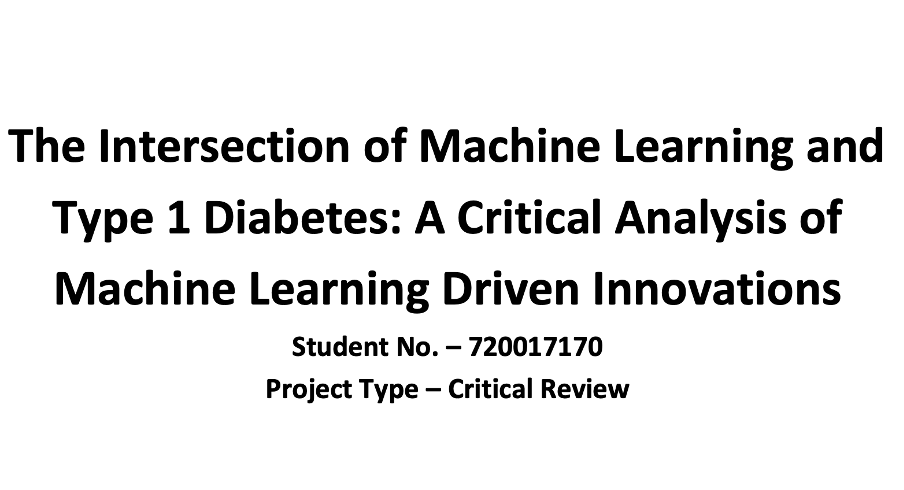 The Intersection of Machine Learning and
Type 1 Diabetes: A Critical Analysis of
Machine Learning Driven Innovations
Student No. – 720017170
Project Type – Critical Review